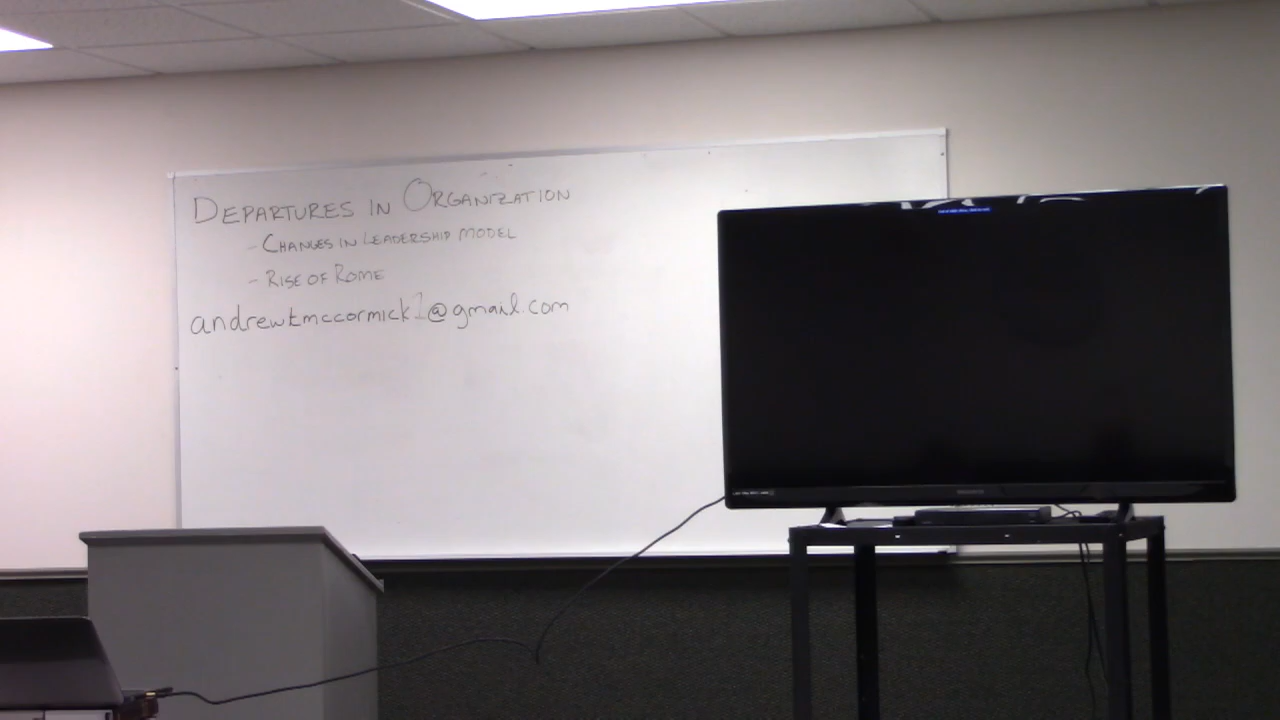 DEPARTURES IN ORGANIZATION
- CHANGES IN LEADERSHIP MODEL
- RISE OF ROME
andrewtmccormick1@gmail.com